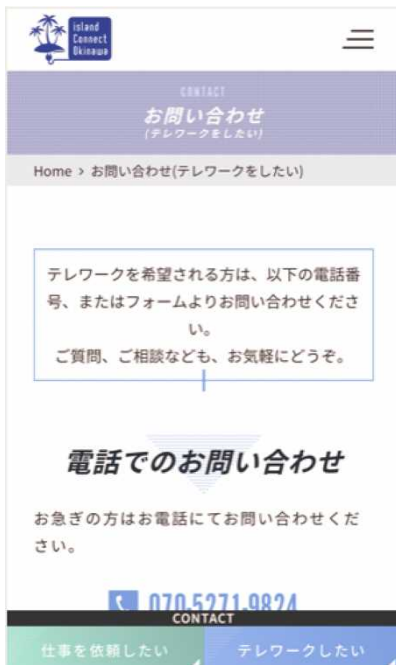 island
Connect
Okinawa
CONTACT
お問い合わせ
(テレワークをしたい)
Home › お問い合わせ(テレワークをしたい)
テレワークを希望される方は、以下の電話番
号、またはフォームよりお問い合わせくださ
い。
ご質問、ご相談なども、お気軽にどうぞ。
電話でのお問い合わせ
お急ぎの方はお電話にてお問い合わせくだ
さい。
070-5271-9824
CONTACT
仕事を依頼したい
テレワークしたい